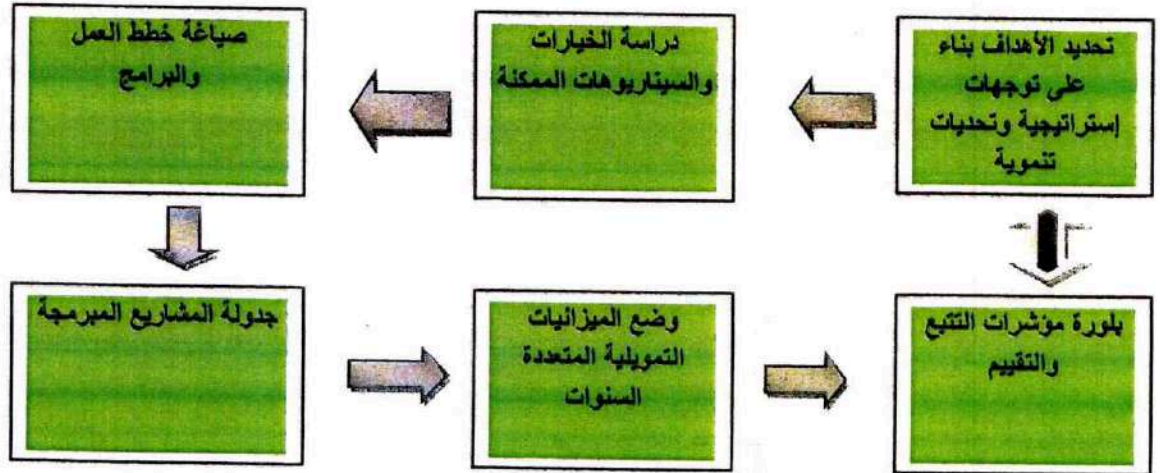 تحديد الأهداف بناء
على توجهات
إستراتيجية وتحديات
تنموية
دراسة الخيارات
والسيناريوهات الممكنة
صياغة خطط العمل
والبرامج
جدولة المشاريع المبرمجة
وضع الميزانيات
التمويلية المتعددة
السنوات
بلورة مؤشرات التتبع
والتقييم